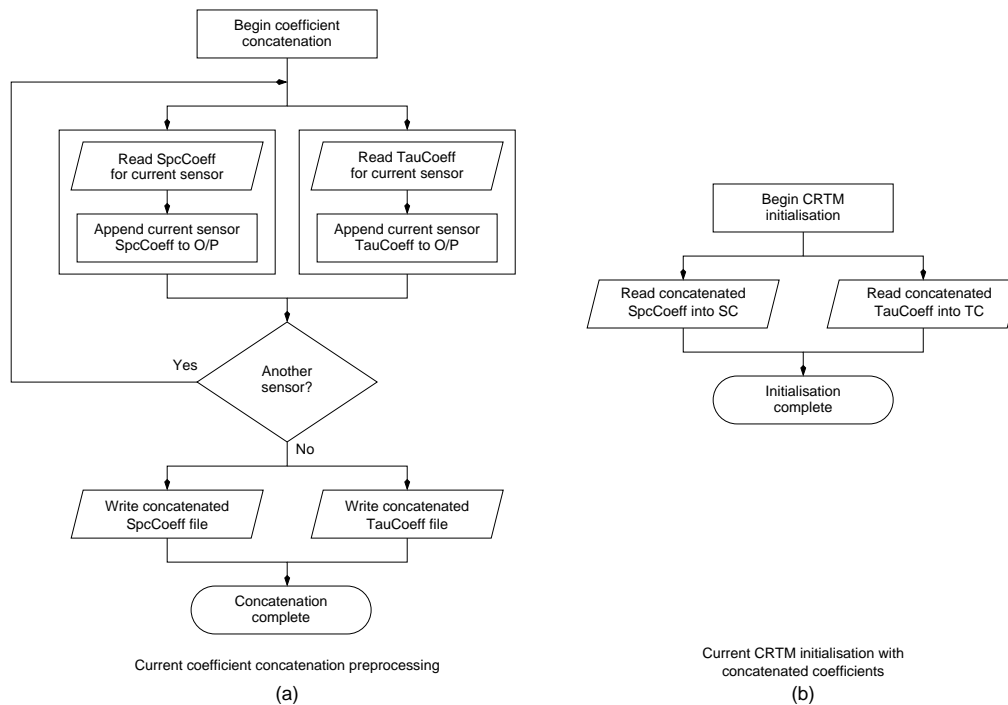 Begin coefficient
concatenation
Read SpcCoeff
for current sensor
Append current sensor
SpcCoeff to O/P
Read TauCoeff
for current sensor
Append current sensor
TauCoeff to O/P
Another
sensor?
Yes
No
Write concatenated
SpcCoeff file
Write concatenated
TauCoeff file
Concatenation
complete
Current coefficient concatenation preprocessing
(a)
Begin CRTM
initialisation
Read concatenated
SpcCoeff into SC
Read concatenated
TauCoeff into TC
Initialisation
complete
Current CRTM initialisation with
concatenated coefficients
(b)